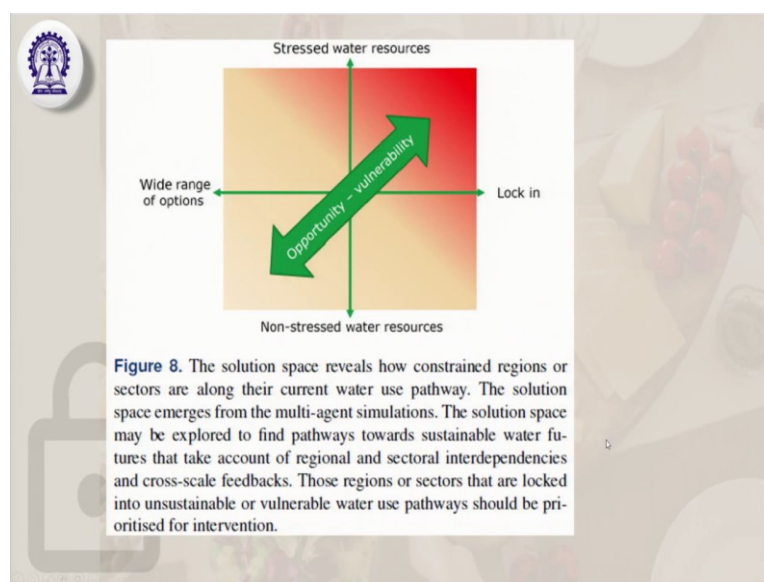 Stressed water resources
Wide range
of options
Opportunity - vulnerability
Lock in
Non-stressed water resources
Figure 8. The solution space reveals how constrained regions or
sectors are along their current water use pathway. The solution
space emerges from the multi-agent simulations. The solution space
may be explored to find pathways towards sustainable water fu-
tures that take account of regional and sectoral interdependencies
and cross-scale feedbacks. Those regions or sectors that are locked
into unsustainable or vulnerable water use pathways should be pri-
oritised for intervention.